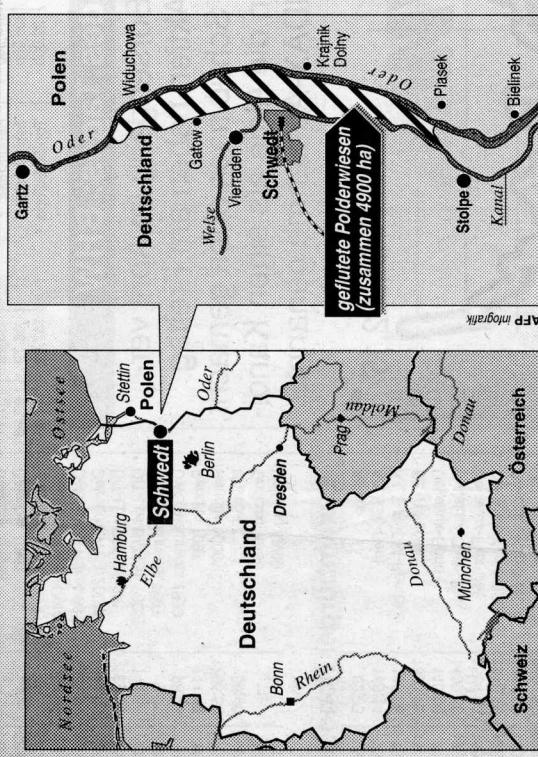 Nordsee
Ostsee
Hamburg
Elbe
Stettin
Polen
Schwedt
Oder
Berlin
Deutschland
Dresden
Bonn
Rhein
Prag
Moldau
Donau
Donau
München
Schweiz
Österreich
Gartz
Polen
Oder
Widuchowa
Deutschland
Gatow
Vierraden
Welse
Schwedt
Krajnik
Dolny
Oder
geflutete Polderwiesen
(zusammen 4900 ha)
Piasek
Stolpe
Bielinek
Kanal
AFP infografik